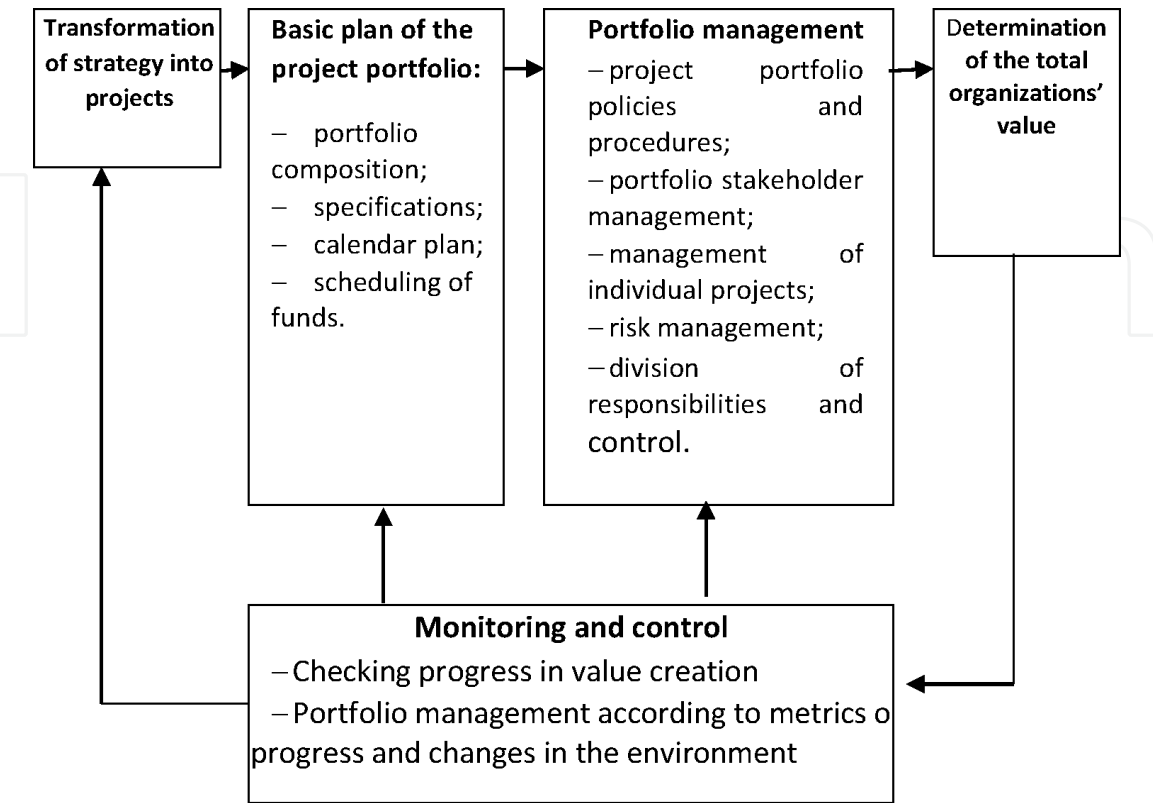 Transformation
of strategy into
projects
Basic plan of the
project portfolio:
– portfolio
composition;
– specifications;
– calendar plan;
– scheduling of
funds.
Portfolio management
– project portfolio
policies and
procedures;
– portfolio stakeholder
management;
– management of
individual projects;
– risk management;
– division of
responsibilities and
control.
Determination
of the total
organizations’
value
Monitoring and control
– Checking progress in value creation
– Portfolio management according to metrics o
progress and changes in the environment